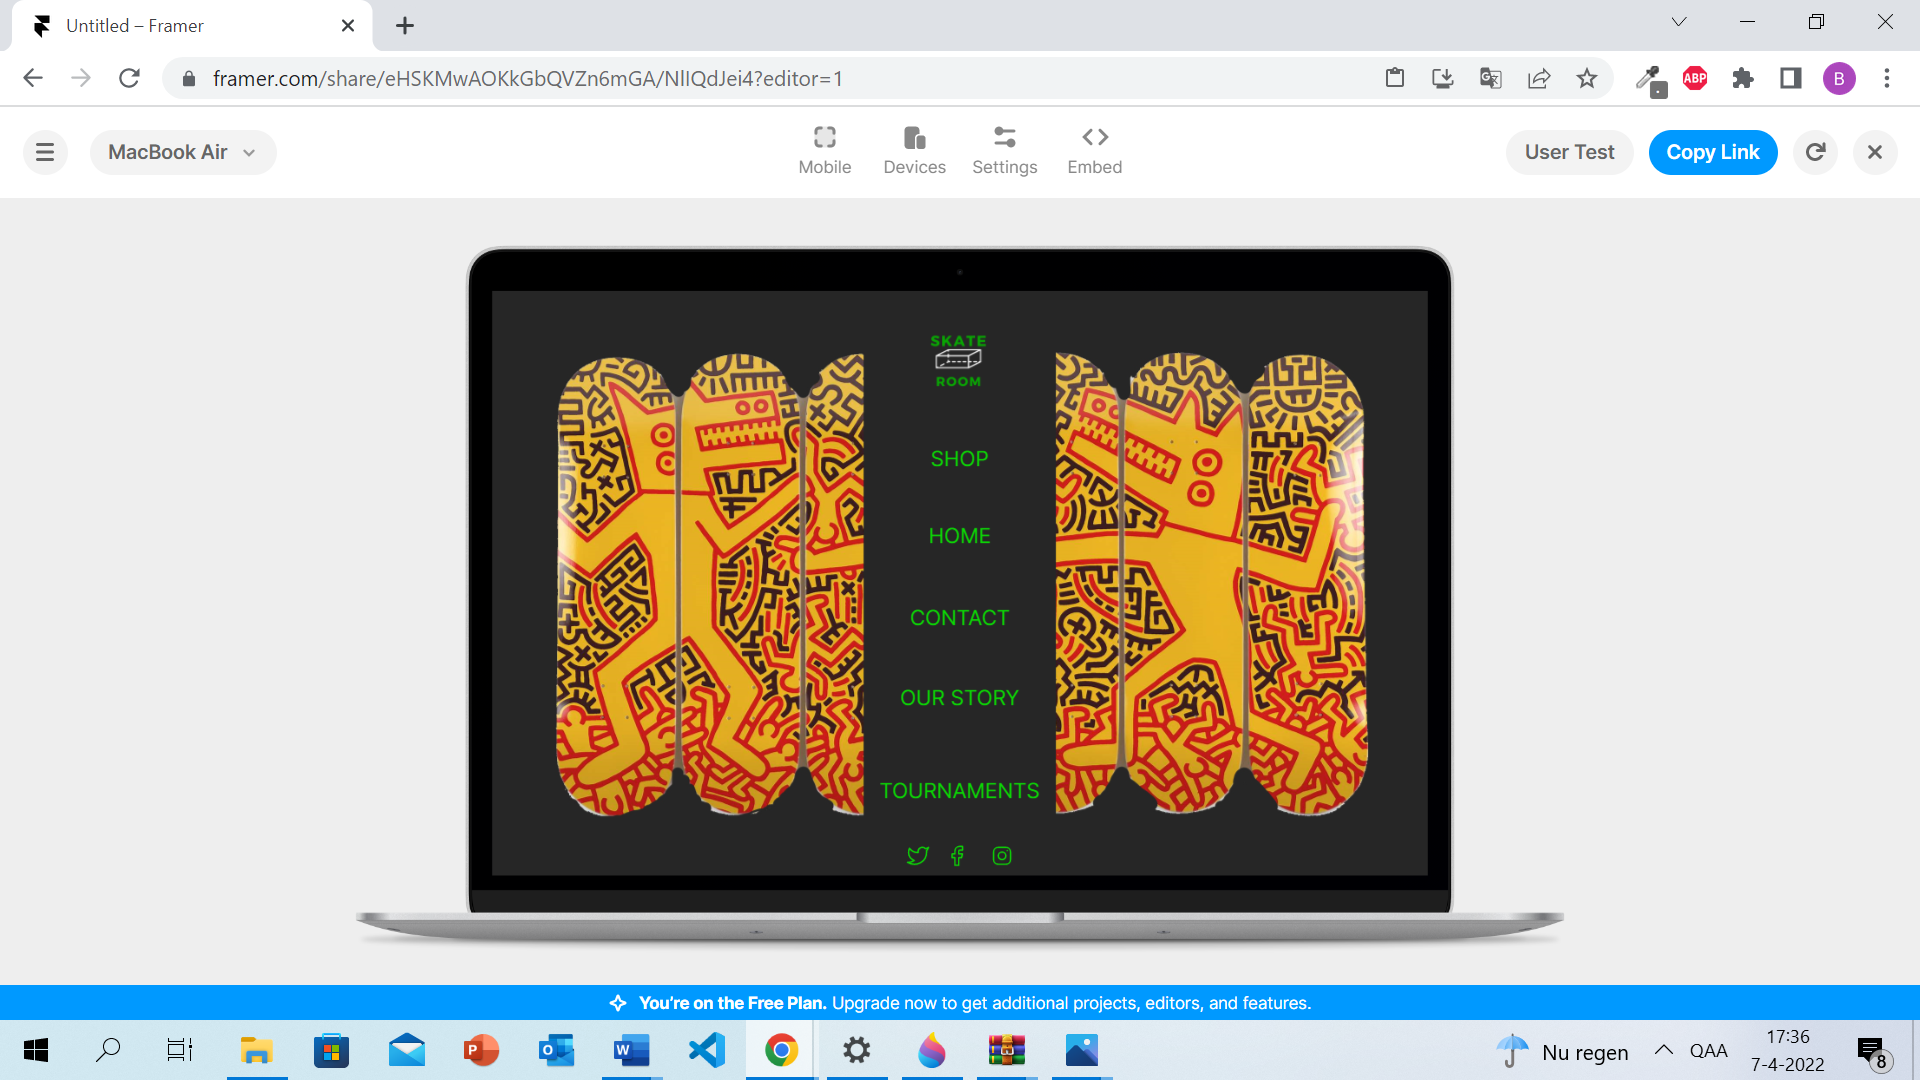 Untitled – Framer
framer.com/share/eHSKMwAOKkGbQVZn6mGA/NlIQdJei4?editor=1
ABP
B
MacBook Air
Mobile
Devices
Settings
Embed
User Test
Copy Link
SKATE
ROOM
SHOP
HOME
CONTACT
OUR STORY
TOURNAMENTS
You're on the Free Plan. Upgrade now to get additional projects, editors, and features.
Nu regen
QAA
17:36
7-4-2022
8